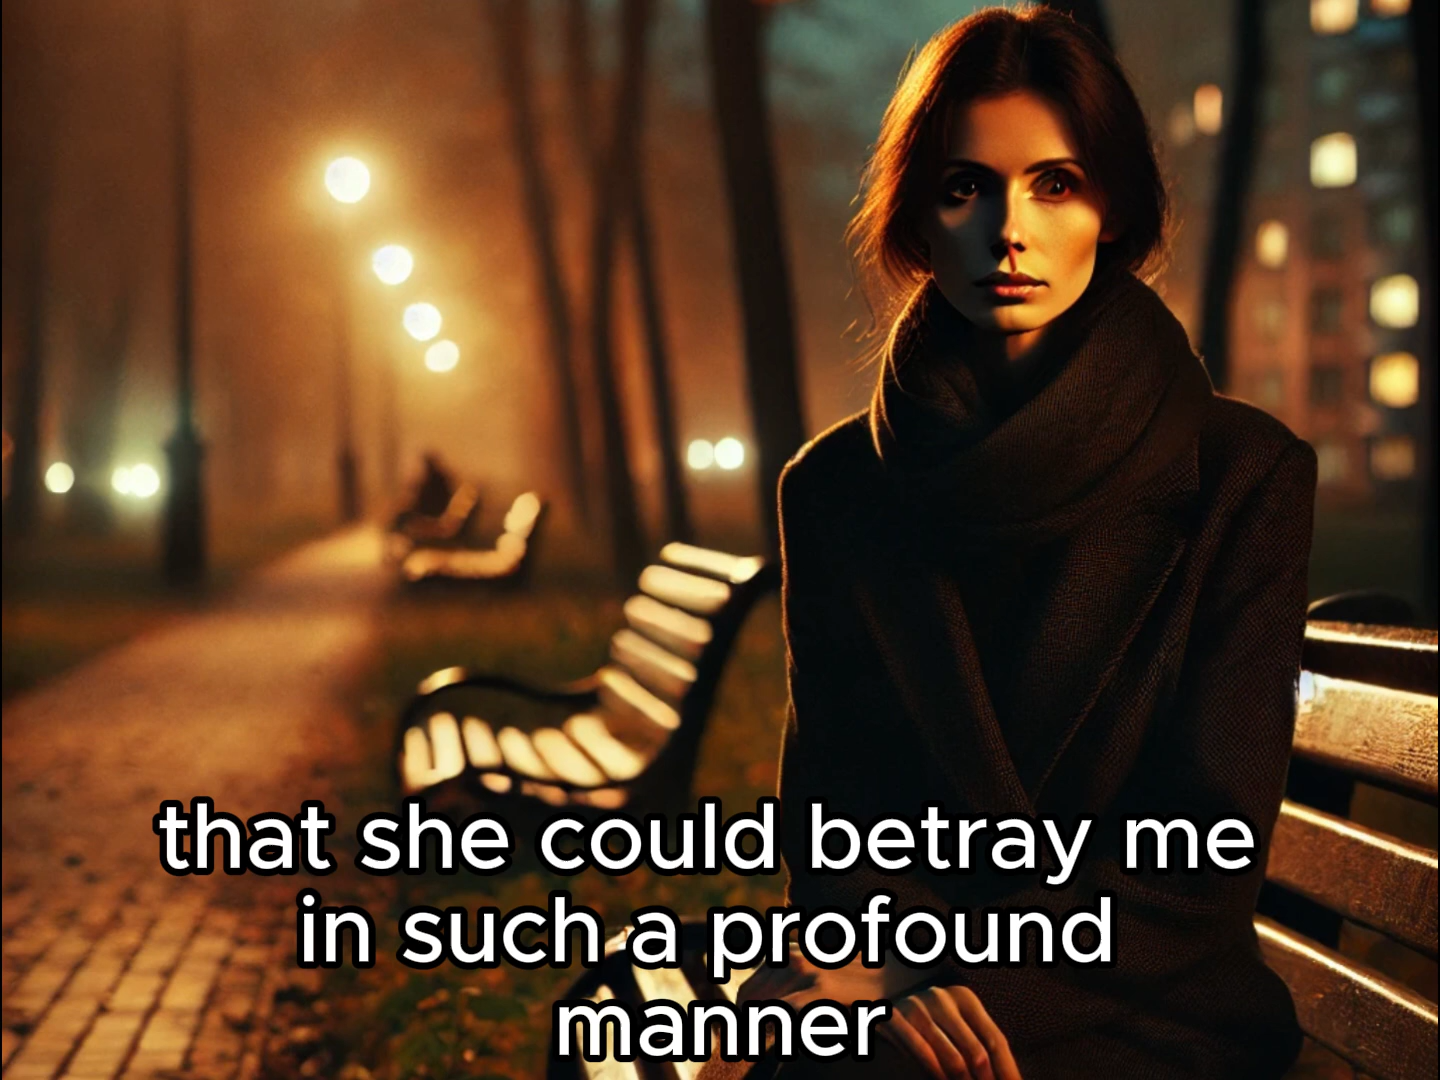 that she could betray me
in such a profound
manner